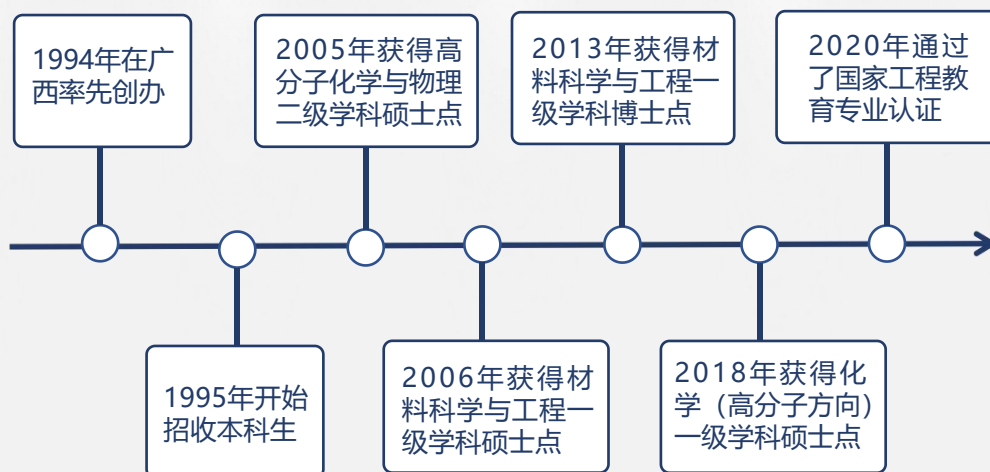 1994年在广
西率先创办
2005年获得高
分子化学与物理
二级学科硕士点
2013年获得材
料科学与工程一
级学科博士点
2020年通过
了国家工程教
育专业认证
1995年开始
招收本科生
2006年获得材
料科学与工程一
级学科硕士点
2018年获得化
学（高分子方向）
一级学科硕士点